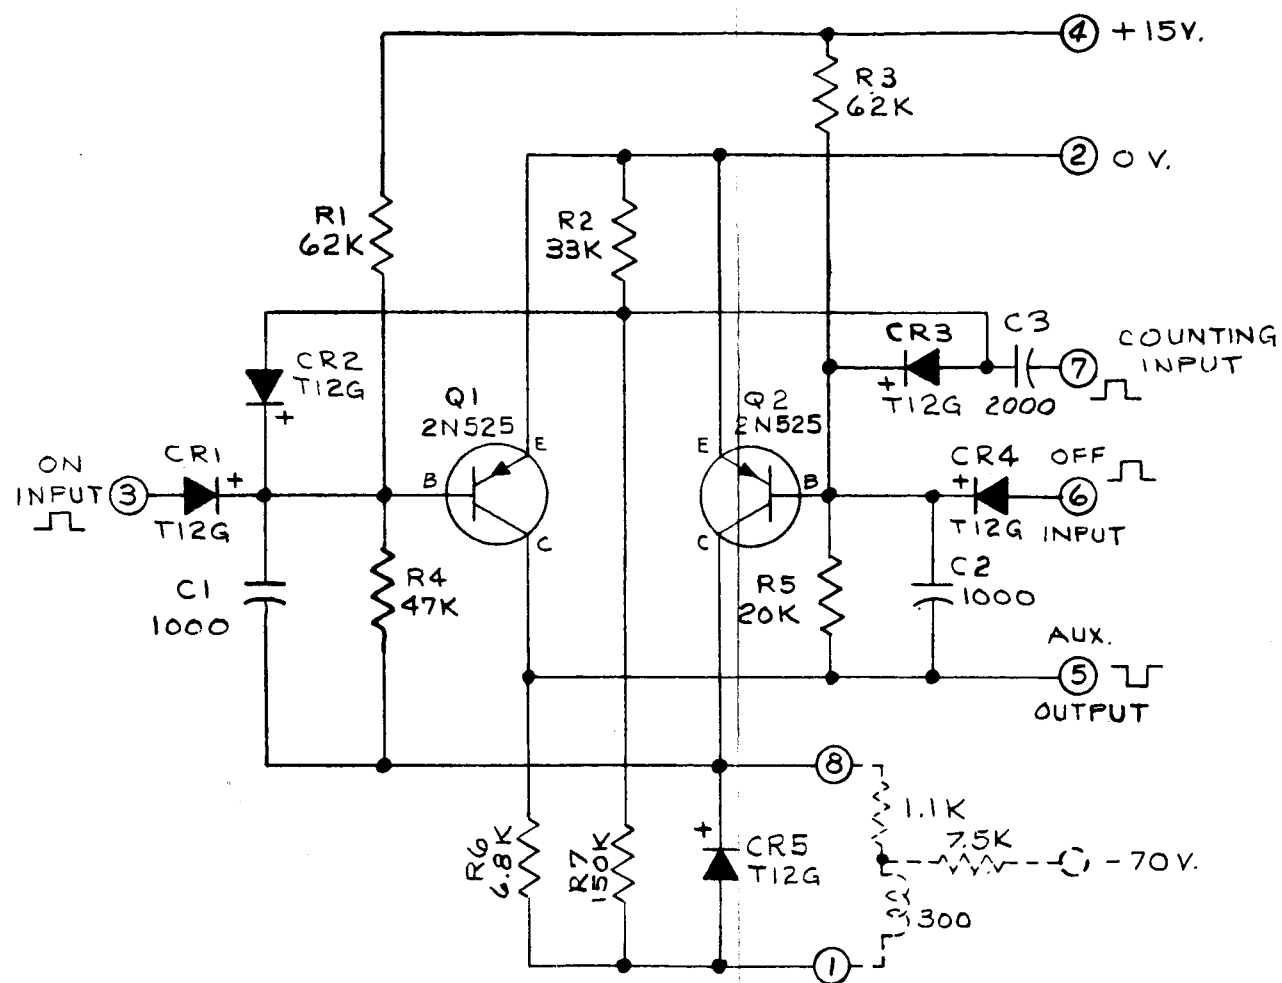 4 +15V.
R3
62K
2 0 V.
R1
62K
R2
33K
CR2
T12G
+
CR3
+ T12G
C3
2000
7
COUNTING
INPUT
Q1
2N525
Q2
2N525
ON
INPUT 3
CR1
+
T12G
B
E
C
E
B
C
CR4
+
T12G
OFF
6
INPUT
C1
1000
R4
47K
R5
20K
C2
1000
AUX.
5
OUTPUT
8
1.1K
7.5K
-70V.
300
R6
6.8K
R7
150K
+
CR5
T12G
1